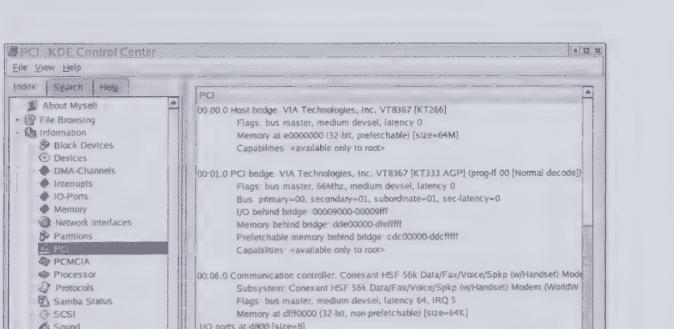 PCI KDE Control Center
File View Help
Index Search Help
About Myself
File Browsing
Information
Block Devices
Devices
DMA-Channels
Interrupts
IO-Ports
Memory
Network Interfaces
Partitions
PCI
PCMCIA
Processor
Protocols
Samba Status
SCSI
Sound
PCI
00:00.0 Host bridge: VIA Technologies, Inc. VT8367 [KT266]
Flags: bus master, medium devsel, latency 0
Memory at e0000000 (32-bit, prefetchable) [size=64M]
Capabilities: <available only to root>
00:01.0 PCI bridge: VIA Technologies, Inc. VT8367 [KT333 AGP] (prog-if 00 [Normal decode])
Flags: bus master, 66Mhz, medium devsel, latency 0
Bus: primary=00, secondary=01, subordinate=01, sec-latency=0
I/O behind bridge: 00009000-00009fff
Memory behind bridge: dde00000-dfefffff
Prefetchable memory behind bridge: cdc00000-ddcfffff
Capabilities: <available only to root>
00:06.0 Communication controller: Conexant HSF 56k Data/Fax/Voice/Spkp (w/Handset) Mode
Subsystem: Conexant HSF 56k Data/Fax/Voice/Spkp (w/Handset) Modem (WorldW
Flags: bus master, medium devsel, latency 64, IRQ 5
Memory at dfff0000 (32-bit, non-prefetchable) [size=64K]
I/O ports at d800 [size=8]